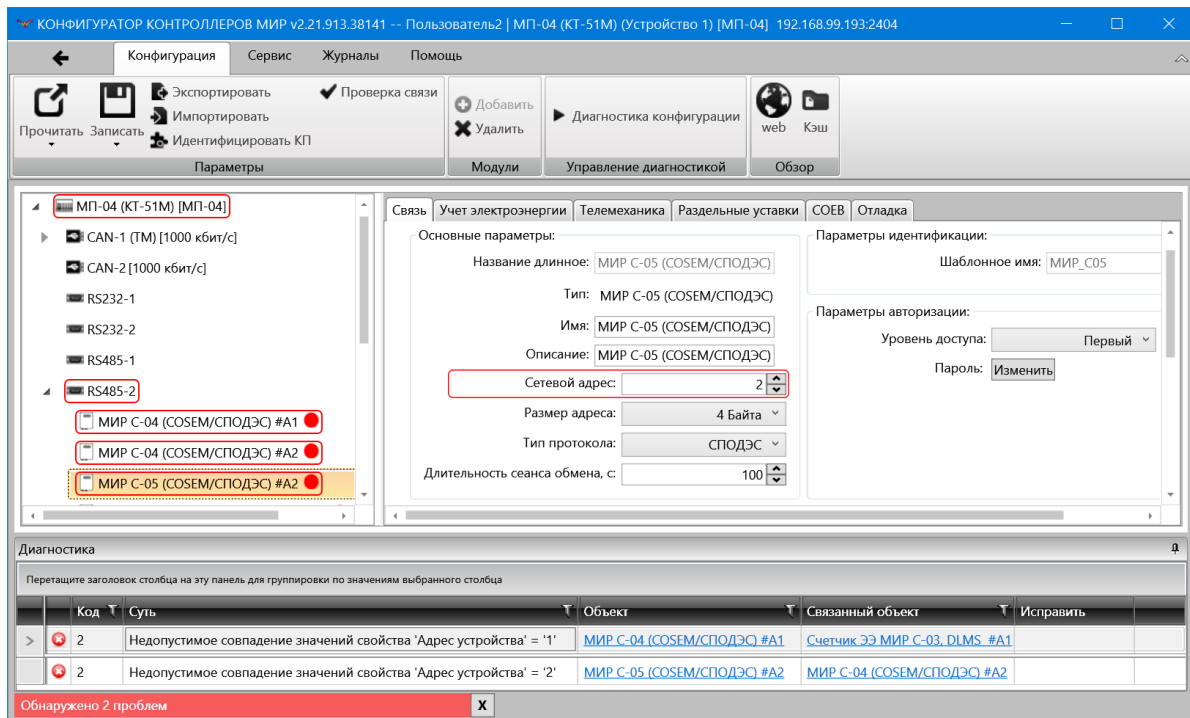 КОНФИГУРАТОР КОНТРОЛЛЕРОВ МИР v2.21.913.38141 -- Пользователь2 | МП-04 (КТ-51М) (Устройство 1) [МП-04] 192.168.99.193:2404
Конфигурация Сервис Журналы Помощь
Прочитать Записать
Экспортировать
Импортировать
Идентифицировать КП
Проверка связи
Параметры
Добавить
Удалить
Модули
Диагностика конфигурации
Управление диагностикой
web Кэш
Обзор
МП-04 (КТ-51М) [МП-04]
CAN-1 (ТМ) [1000 кбит/с]
CAN-2 [1000 кбит/с]
RS232-1
RS232-2
RS485-1
RS485-2
МИР С-04 (COSEM/СПОДЭС) #A1
МИР С-04 (COSEM/СПОДЭС) #A2
МИР С-05 (COSEM/СПОДЭС) #A2
Связь Учет электроэнергии Телемеханика Раздельные уставки СОЕВ Отладка
Основные параметры:
Название длинное: МИР С-05 (COSEM/СПОДЭС)
Тип: МИР С-05 (COSEM/СПОДЭС)
Имя: МИР С-05 (COSEM/СПОДЭС)
Описание: МИР С-05 (COSEM/СПОДЭС)
Сетевой адрес: 2
Размер адреса: 4 Байта
Тип протокола: СПОДЭС
Длительность сеанса обмена, с: 100
Параметры идентификации:
Шаблонное имя: МИР_С05
Параметры авторизации:
Уровень доступа: Первый
Пароль: Изменить
Диагностика
Перетащите заголовок столбца на эту панель для группировки по значениям выбранного столбца
Код Суть Объект Связанный объект Исправить
2 Недопустимое совпадение значений свойства 'Адрес устройства' = '1' МИР С-04 (COSEM/СПОДЭС) #A1 Счетчик ЭЭ МИР С-03, DLMS #A1
2 Недопустимое совпадение значений свойства 'Адрес устройства' = '2' МИР С-05 (COSEM/СПОДЭС) #A2 МИР С-04 (COSEM/СПОДЭС) #A2
Обнаружено 2 проблем X